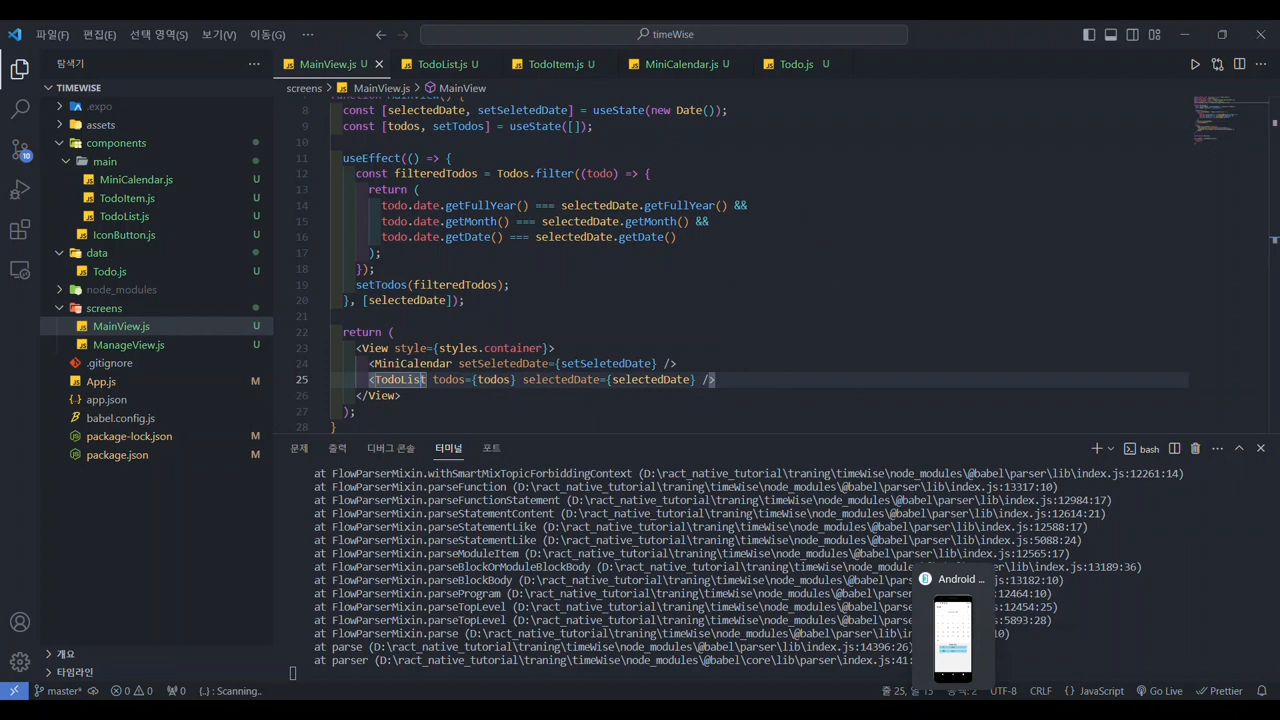 파일(F) 편집(E) 선택 영역(S) 보기(V) 이동(G) ··· timeWise
탐색기 ···
MainView.js U TodoList.js U TodoItem.js U MiniCalendar.js U Todo.js U
TIMEWISE
screens > MainView.js > MainView
.expo
assets
components
main
MiniCalendar.js U
TodoItem.js U
TodoList.js U
IconButton.js U
data
Todo.js U
node_modules
screens
MainView.js U
ManageView.js U
.gitignore
App.js M
app.json
babel.config.js
package-lock.json M
package.json M
개요
타임라인
8 const [selectedDate, setSeletedDate] = useState(new Date());
9 const [todos, setTodos] = useState([]);
10
11 useEffect(() => {
12 const filteredTodos = Todos.filter((todo) => {
13 return (
14 todo.date.getFullYear() === selectedDate.getFullYear() &&
15 todo.date.getMonth() === selectedDate.getMonth() &&
16 todo.date.getDate() === selectedDate.getDate()
17 );
18 });
19 setTodos(filteredTodos);
20 }, [selectedDate]);
21
22 return (
23 <View style={styles.container}>
24 <MiniCalendar setSeletedDate={setSeletedDate} />
25 <TodoList todos={todos} selectedDate={selectedDate} />
26 </View>
27 );
28 }
문제 출력 디버그 콘솔 터미널 포트 bash
at FlowParserMixin.withSmartMixTopicForbiddingContext (D:\ract_native_tutorial\traning\timeWise\node_modules\@babel\parser\lib\index.js:12261:14)
at FlowParserMixin.parseFunction (D:\ract_native_tutorial\traning\timeWise\node_modules\@babel\parser\lib\index.js:13317:10)
at FlowParserMixin.parseFunctionStatement (D:\ract_native_tutorial\traning\timeWise\node_modules\@babel\parser\lib\index.js:12984:17)
at FlowParserMixin.parseStatementContent (D:\ract_native_tutorial\traning\timeWise\node_modules\@babel\parser\lib\index.js:12614:21)
at FlowParserMixin.parseStatementLike (D:\ract_native_tutorial\traning\timeWise\node_modules\@babel\parser\lib\index.js:12588:17)
at FlowParserMixin.parseStatementLike (D:\ract_native_tutorial\traning\timeWise\node_modules\@babel\parser\lib\index.js:5088:24)
at FlowParserMixin.parseModuleItem (D:\ract_native_tutorial\traning\timeWise\node_modules\@babel\parser\lib\index.js:12565:17)
at FlowParserMixin.parseBlockOrModuleBlockBody (D:\ract_native_tutorial\traning\timeWise\node_modules\@babel\parser\lib\index.js:13189:36)
at FlowParserMixin.parseBlockBody (D:\ract_native_tutorial\traning\timeWise\node_modules\@babel\parser\li
13182:10)
at FlowParserMixin.parseProgram (D:\ract_native_tutorial\traning\timeWise\node_modules\@babel\parser\lib\
2464:10)
at FlowParserMixin.parseTopLevel (D:\ract_native_tutorial\traning\timeWise\node_modules\@babel\parser\lib
12454:25)
at FlowParserMixin.parseTopLevel (D:\ract_native_tutorial\traning\timeWise\node_modules\@babel\parser\lib
5893:28)
at FlowParserMixin.parse (D:\ract_native_tutorial\traning\timeWise\node_modules\@babel\parser\lib\index.j
10)
at parse (D:\ract_native_tutorial\traning\timeWise\node_modules\@babel\parser\lib\index.js:14396:26)
at parser (D:\ract_native_tutorial\traning\timeWise\node_modules\@babel\core\lib\parser\index.js:41:
Android ...
10
master* 0 0 0 {..} : Scanning..
줄 25, 열 UTF-8 CRLF {} JavaScript Go Live Prettier